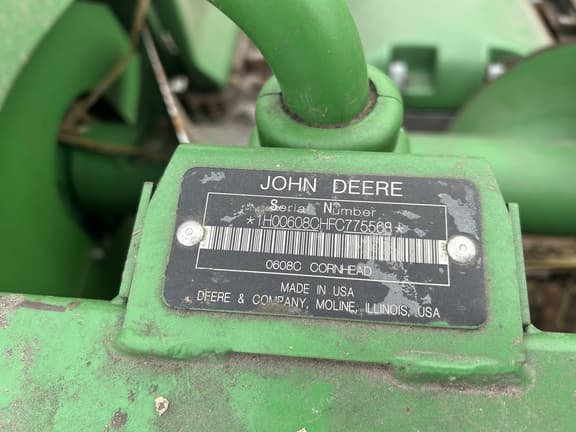 JOHN DEERE
Serial Number
*1H00608CHFC775568*
0608C CORNHEAD
MADE IN USA
DEERE & COMPANY, MOLINE, ILLINOIS, USA